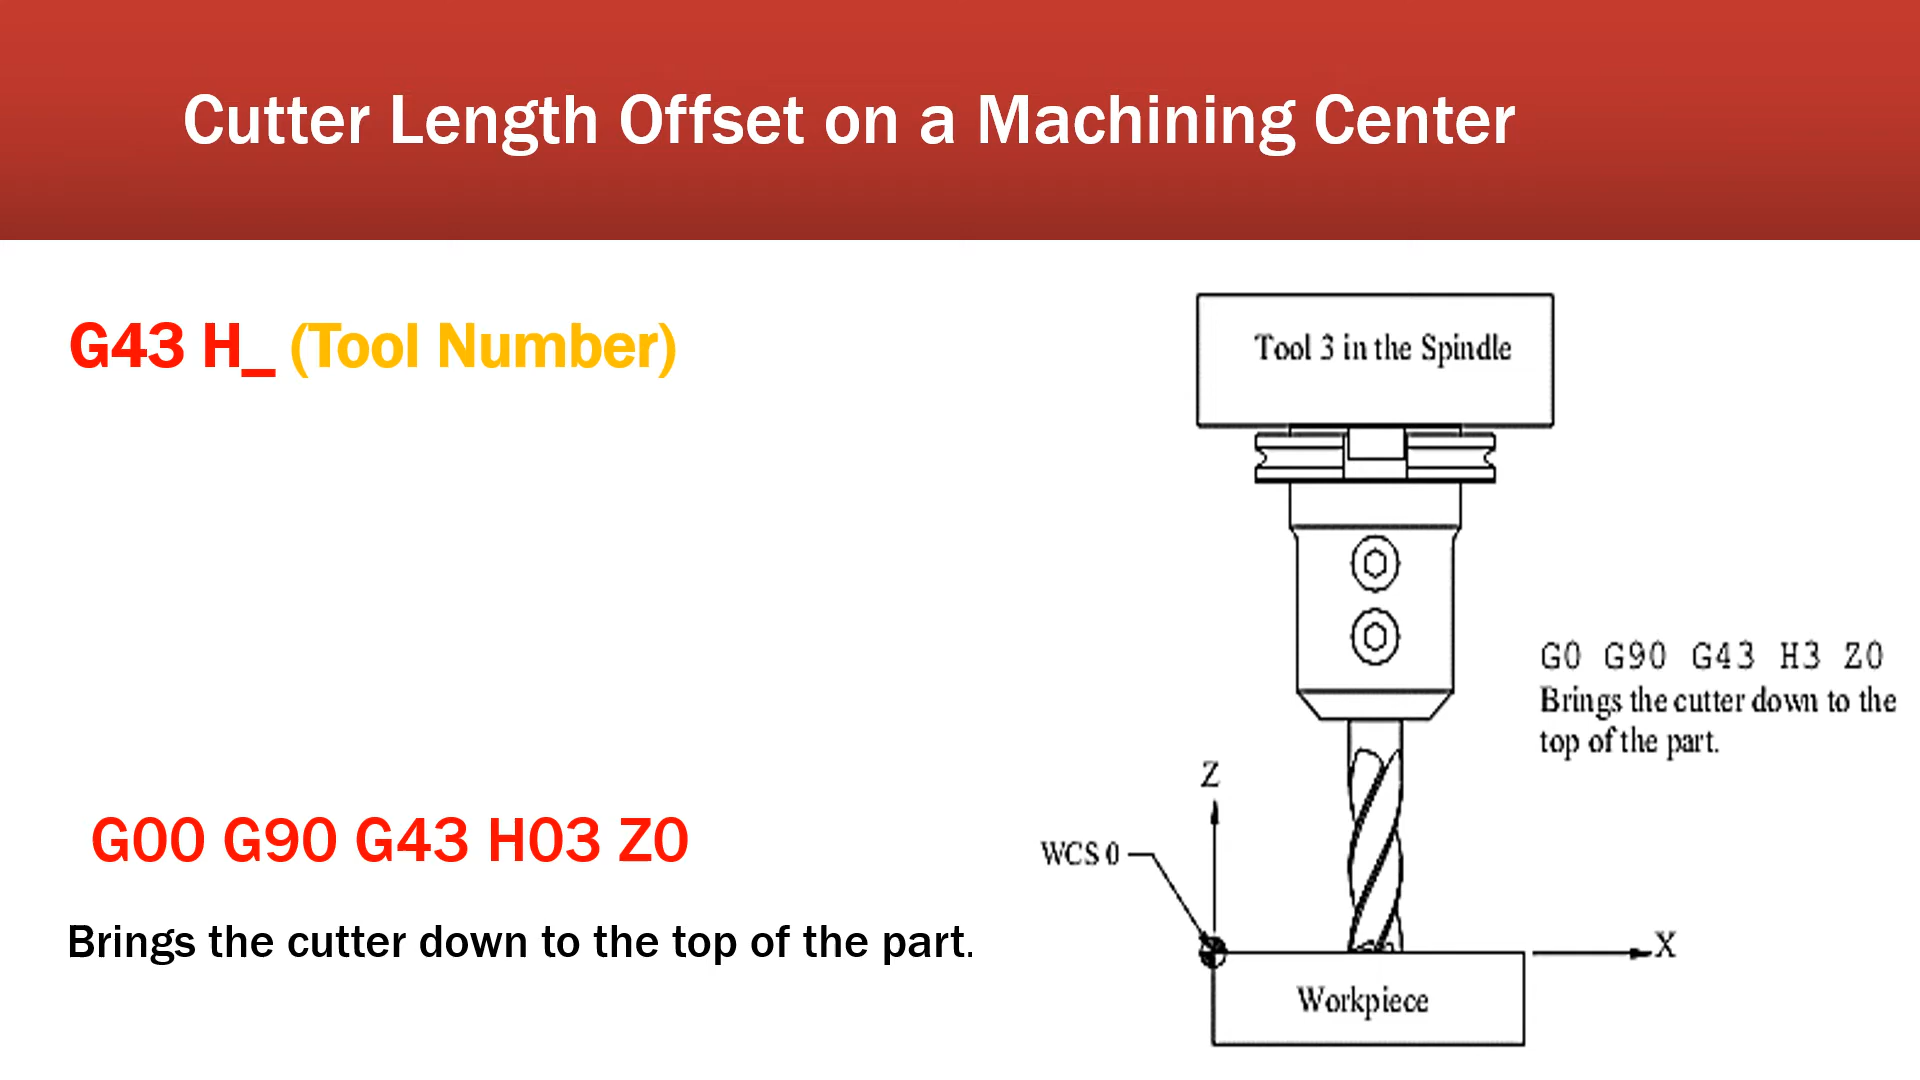 Cutter Length Offset on a Machining Center
G43 H_ (Tool Number)
G00 G90 G43 H03 Z0
Brings the cutter down to the top of the part.
Tool 3 in the Spindle
G0 G90 G43 H3 Z0
Brings the cutter down to the
top of the part.
Z
WCS 0
X
Workpiece